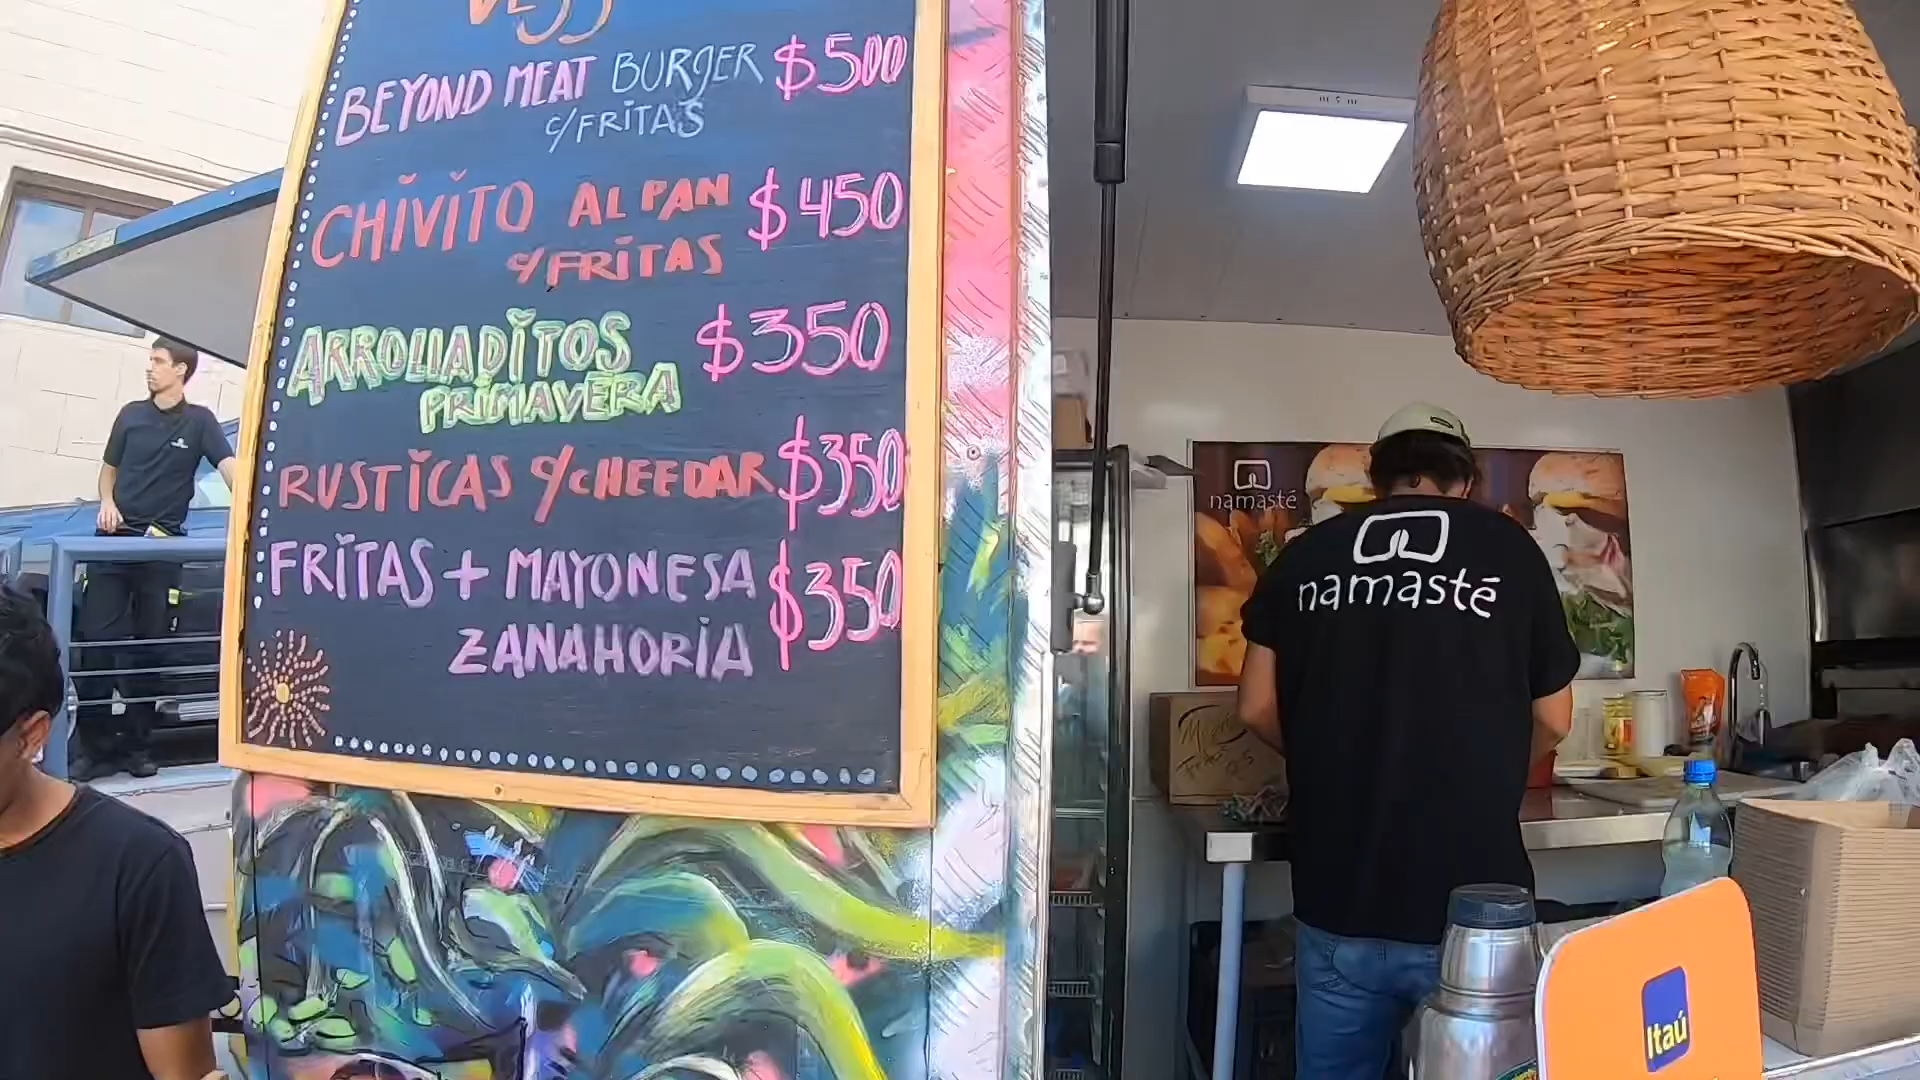 BEYOND MEAT BURGER $500
c/FRITAS
CHIVITO AL PAN $450
c/FRITAS
ARROLLADITOS $350
PRIMAVERA
RUSTICAS c/CHEEDAR $350
FRITAS + MAYONESA $350
ZANAHORIA
namasté
namasté
Itaú